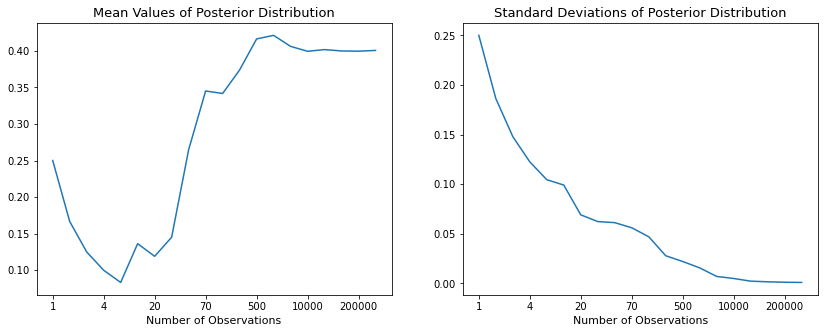 Mean Values of Posterior Distribution
0.40
0.35
0.30
0.25
0.20
0.15
0.10
1 4 20 70 500 10000 200000
Number of Observations
Standard Deviations of Posterior Distribution
0.25
0.20
0.15
0.10
0.05
0.00
1 4 20 70 500 10000 200000
Number of Observations